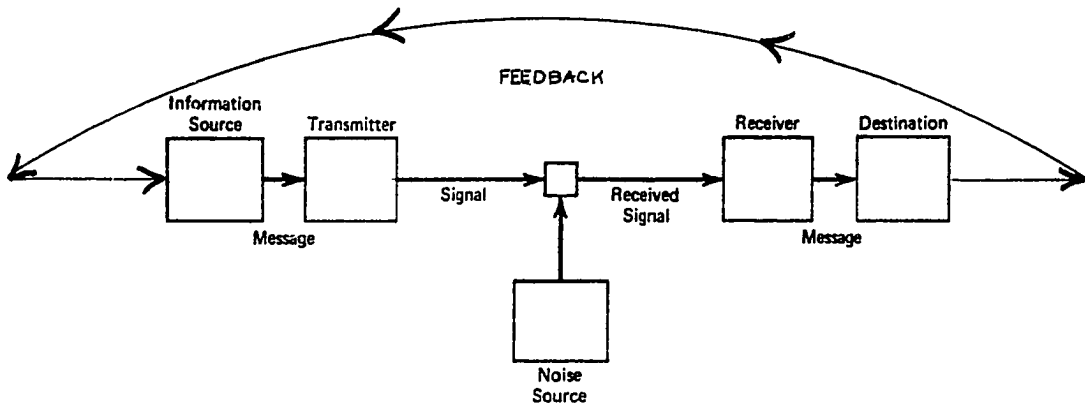 FEEDBACK
Information
Source
Transmitter
Receiver
Destination
Signal
Received
Signal
Message
Message
Noise
Source